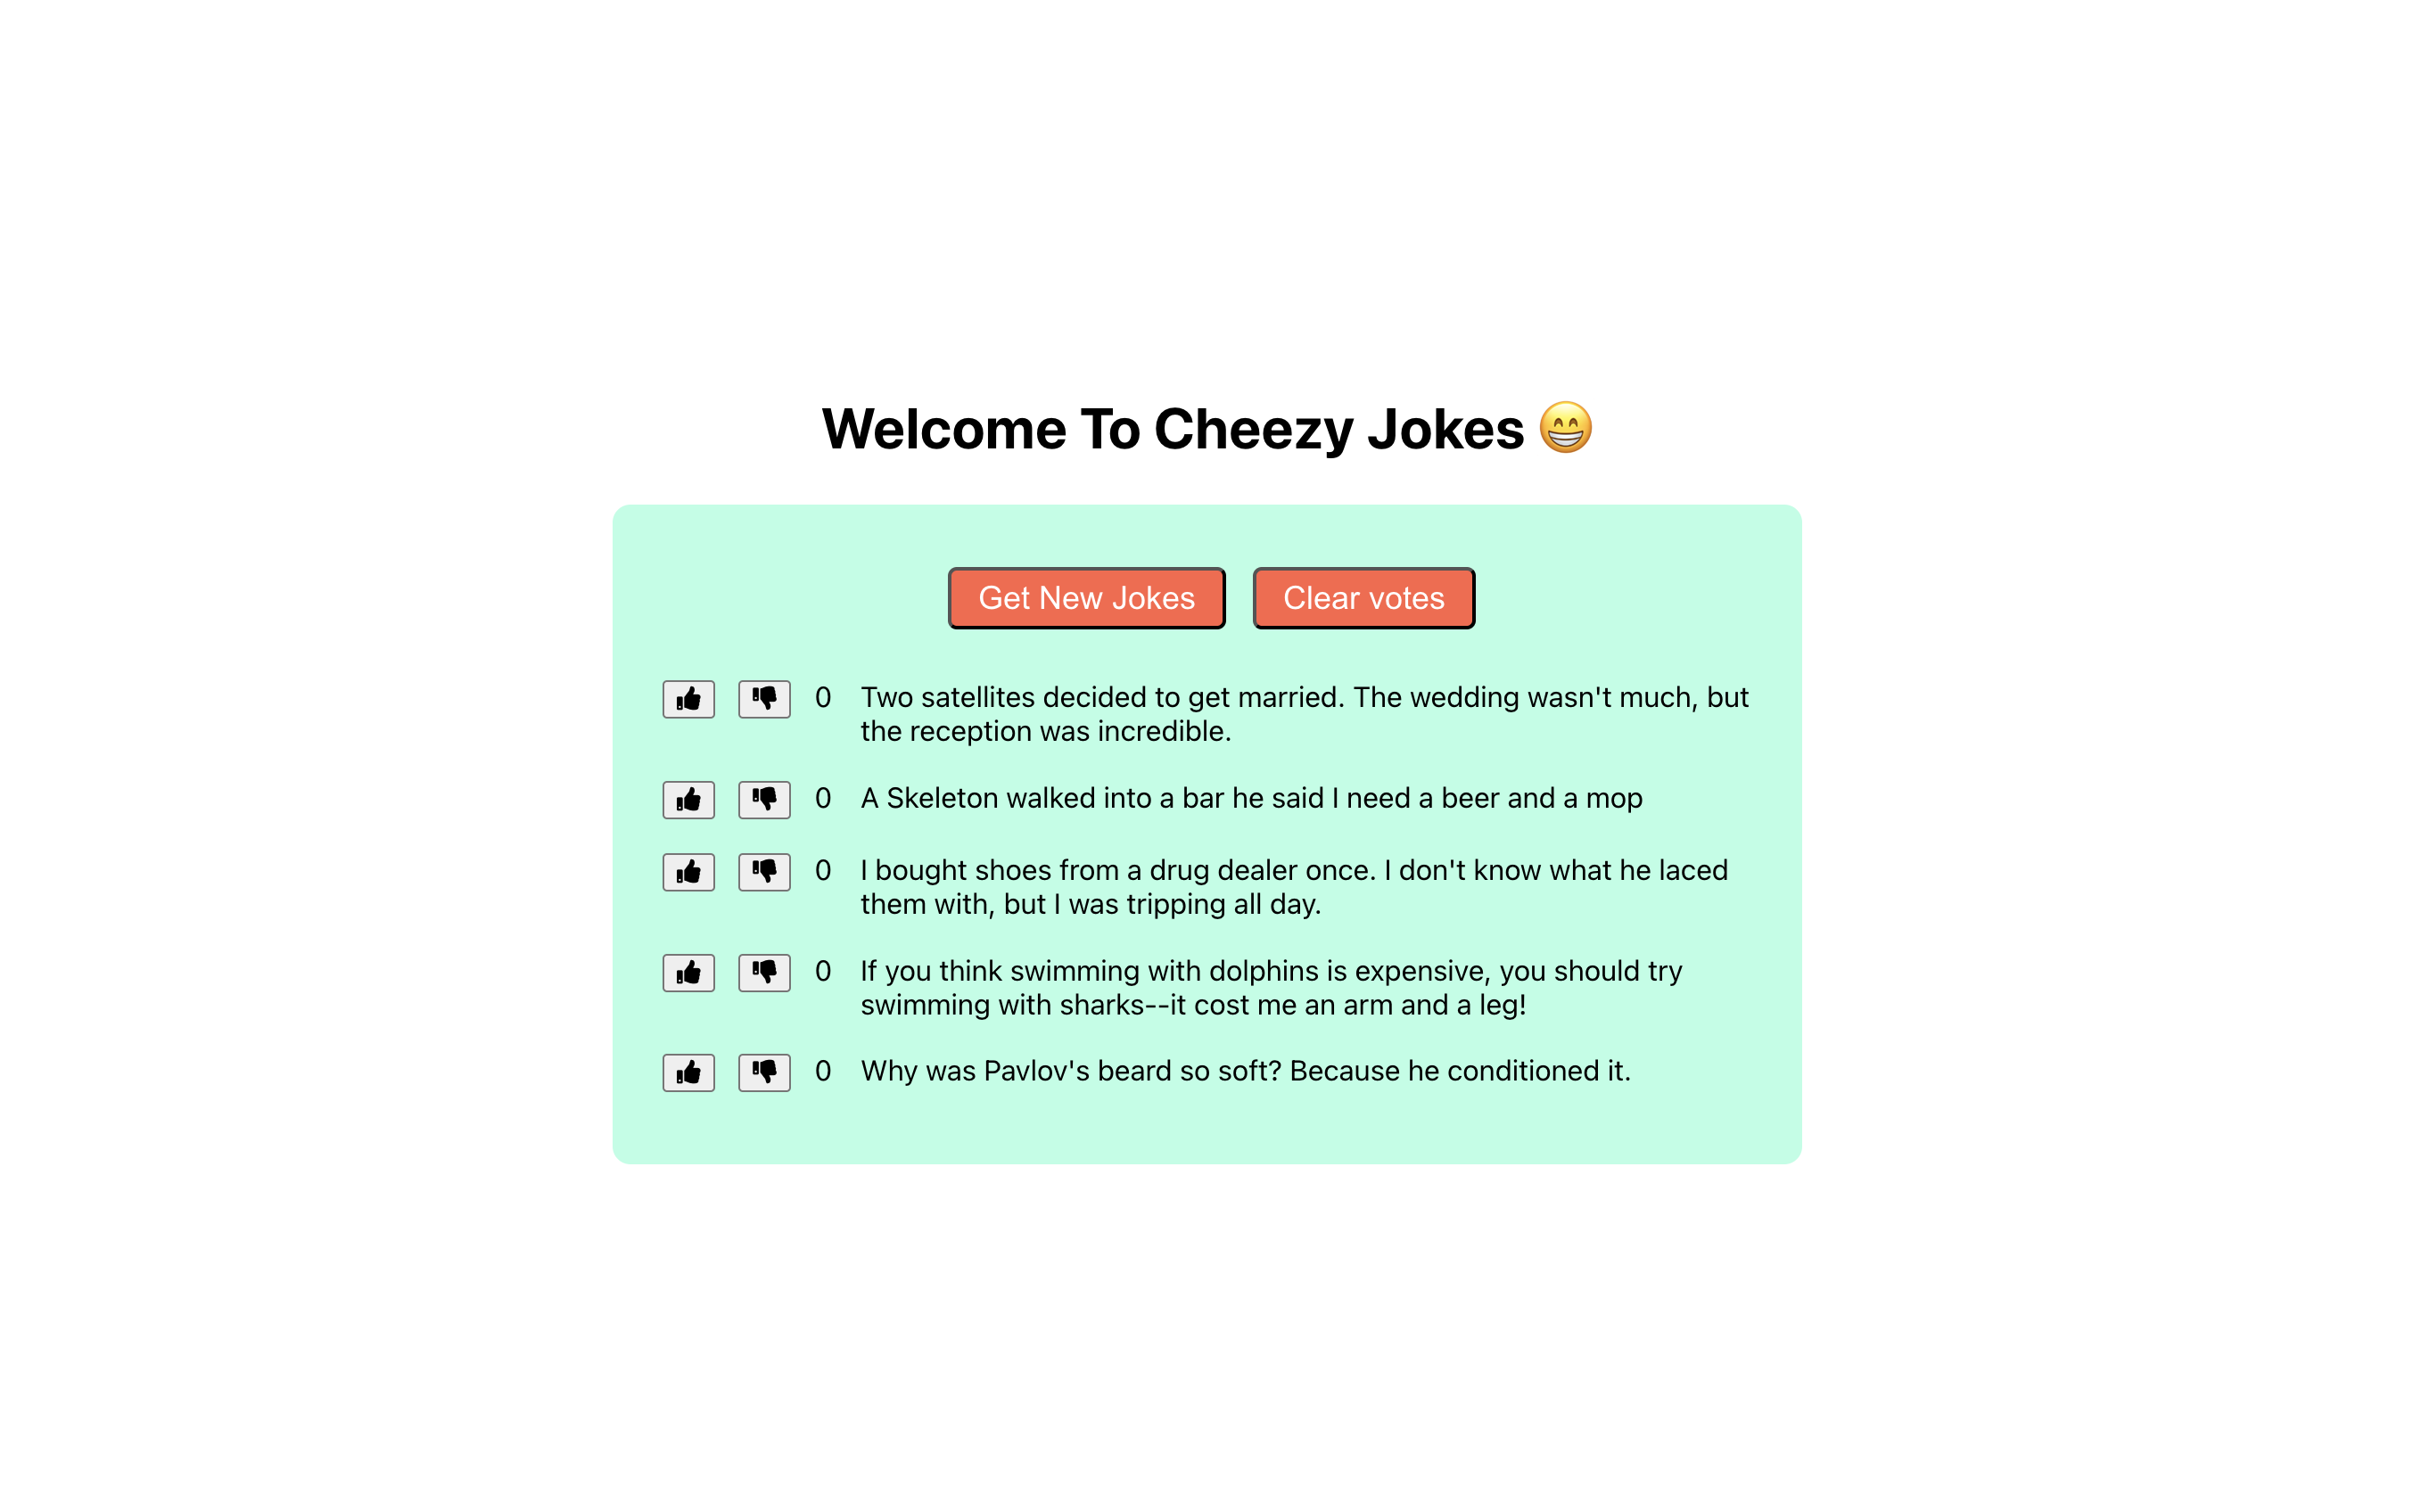 Welcome To Cheezy Jokes 😁
Get New Jokes
Clear votes
0 Two satellites decided to get married. The wedding wasn't much, but
the reception was incredible.
0 A Skeleton walked into a bar he said I need a beer and a mop
0 I bought shoes from a drug dealer once. I don't know what he laced
them with, but I was tripping all day.
0 If you think swimming with dolphins is expensive, you should try
swimming with sharks--it cost me an arm and a leg!
0 Why was Pavlov's beard so soft? Because he conditioned it.